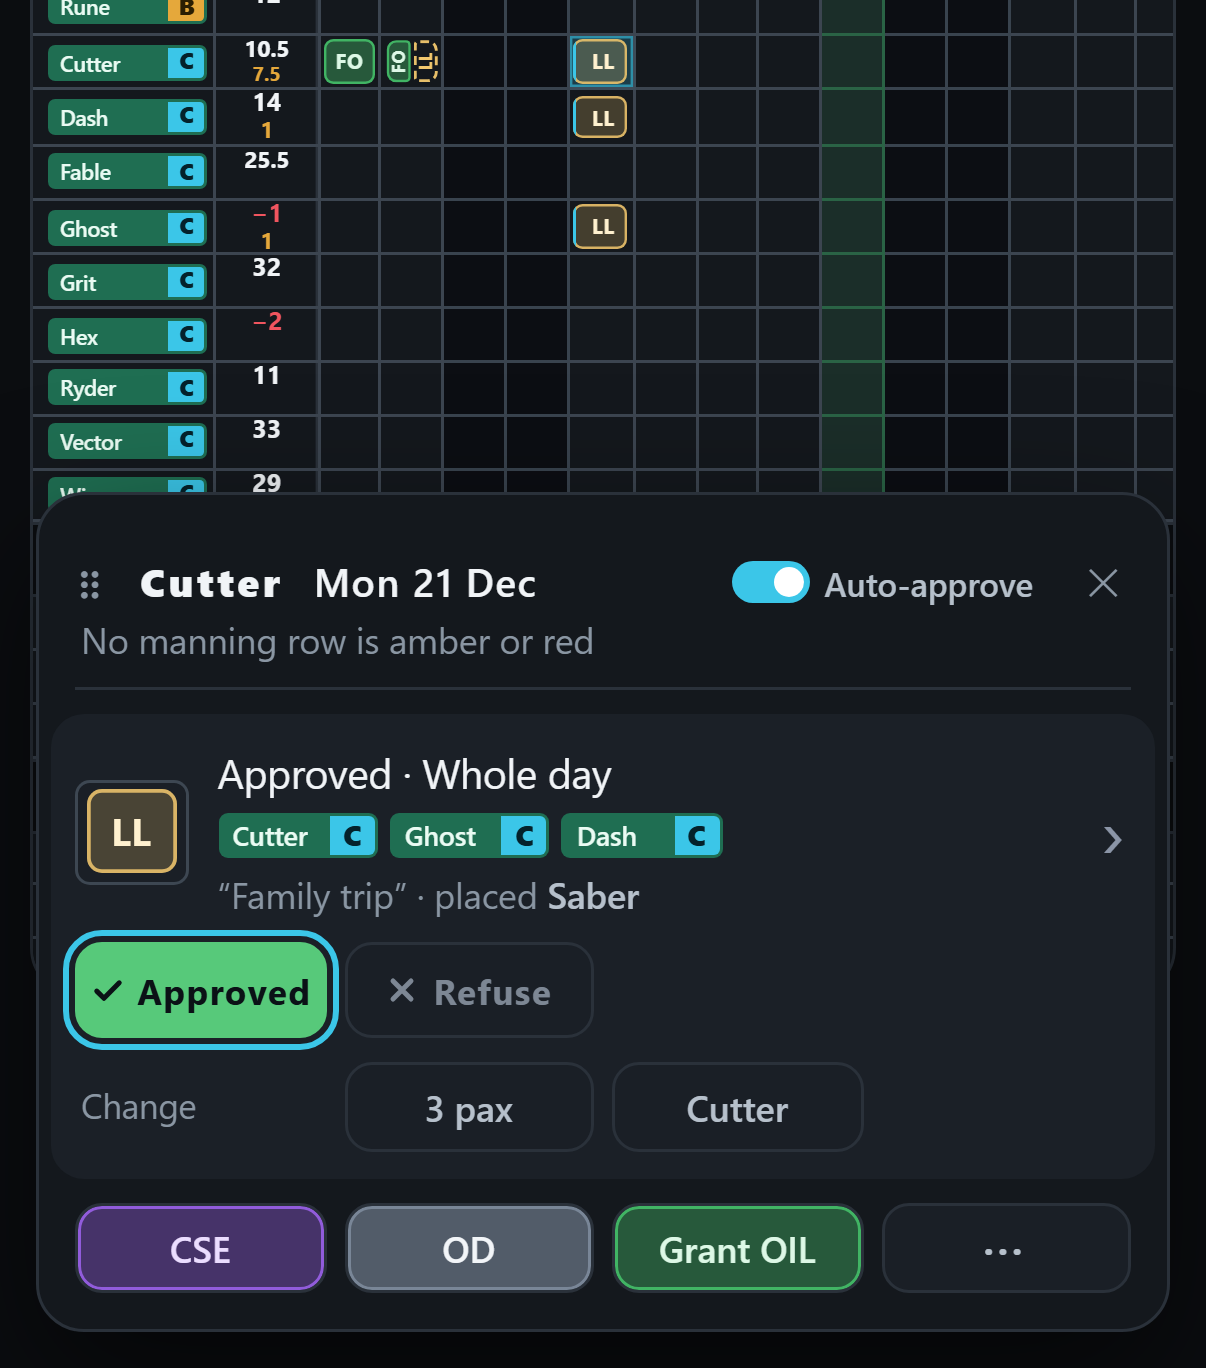 Rune B
Cutter C 10.5 FO FO LL LL
7.5
Dash C 14 LL
1
Fable C 25.5
Ghost C −1 LL
1
Grit C 32
Hex C −2
Ryder C 11
Vector C 33
29
Cutter Mon 21 Dec Auto-approve
No manning row is amber or red
LL
Approved · Whole day
Cutter C Ghost C Dash C
“Family trip” · placed Saber
✓ Approved ✕ Refuse
Change 3 pax Cutter
CSE OD Grant OIL ...